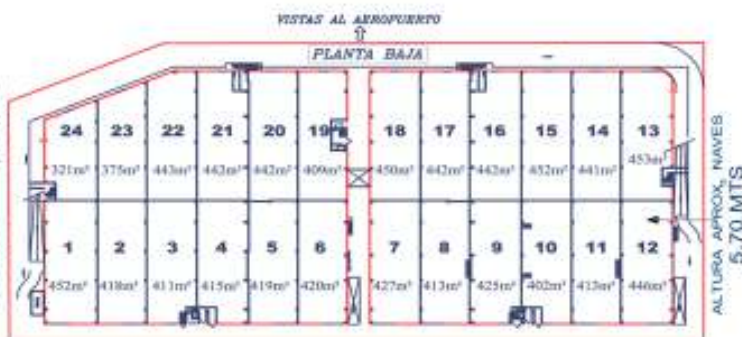 VISTAS AL AEROPUERTO
PLANTA BAJA
24 23 22 21 20 19 18 17 16 15 14 13
321m² 375m² 443m² 442m² 442m² 409m² 450m² 442m² 442m² 452m² 441m² 453m²
1 2 3 4 5 6 7 8 9 10 11 12
452m² 418m² 411m² 415m² 419m² 420m² 427m² 413m² 425m² 402m² 413m² 446m²
ALTURA APROX. NAVES
5,70 MTS